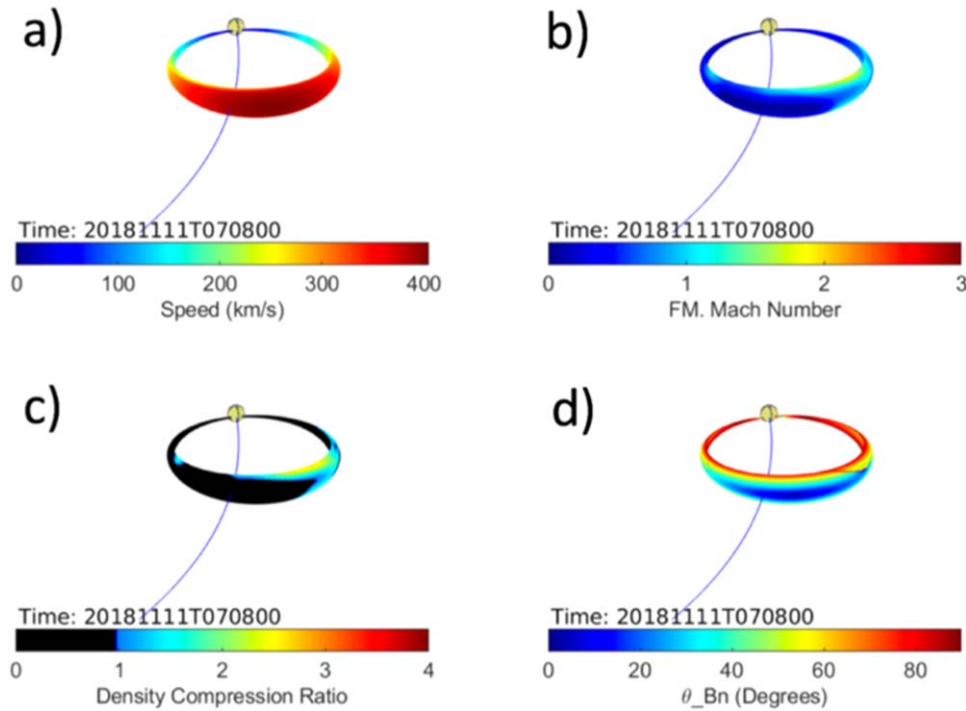 a)
Time: 20181111T070800
0 100 200 300 400
Speed (km/s)
b)
Time: 20181111T070800
0 1 2 3
FM. Mach Number
c)
Time: 20181111T070800
0 1 2 3 4
Density Compression Ratio
d)
Time: 20181111T070800
0 20 40 60 80
θ_Bn (Degrees)